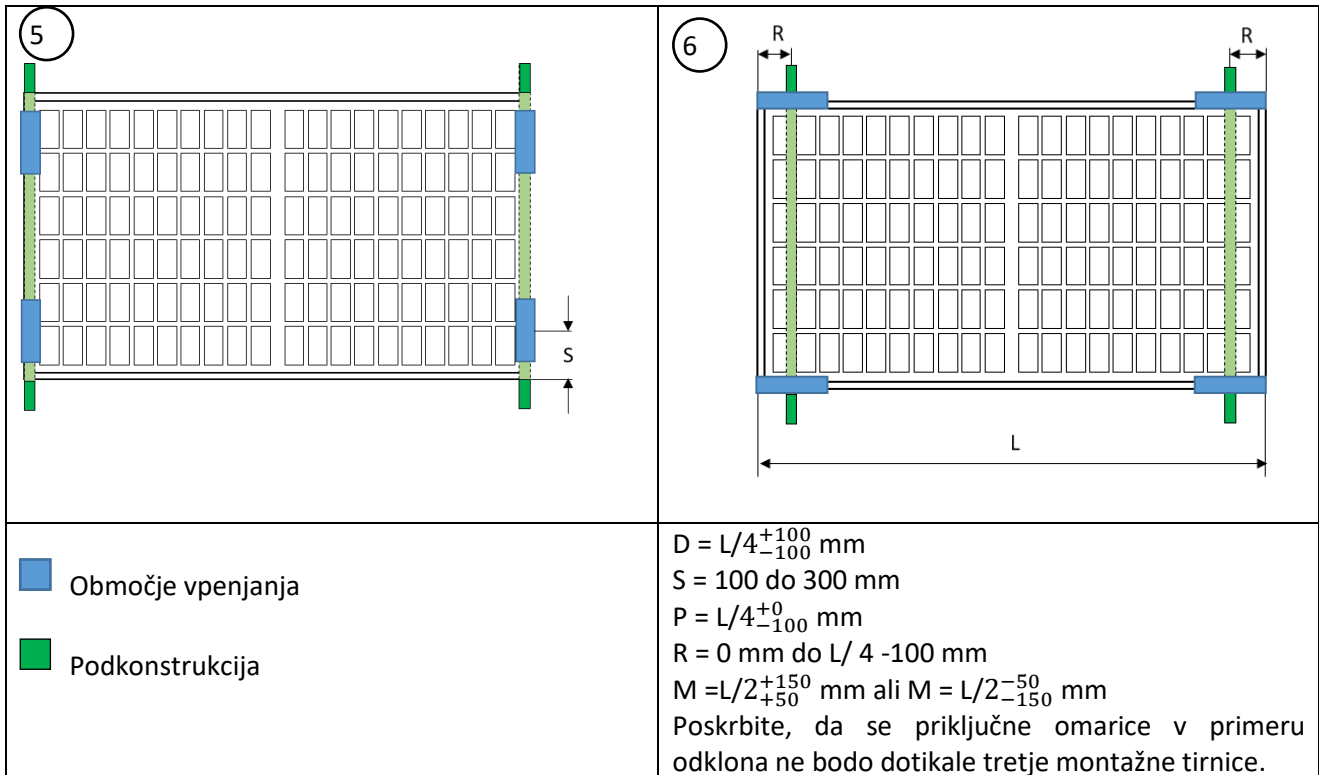 5
S
6
R R
L
Območje vpenjanja
Podkonstrukcija
D = L/4⁺¹⁰⁰₋₁₀₀ mm
S = 100 do 300 mm
P = L/4⁺⁰₋₁₀₀ mm
R = 0 mm do L/ 4 -100 mm
M =L/2⁺¹⁵⁰₊₅₀ mm ali M = L/2⁻⁵⁰₋₁₅₀ mm
Poskrbite, da se priključne omarice v primeru
odklona ne bodo dotikale tretje montažne tirnice.